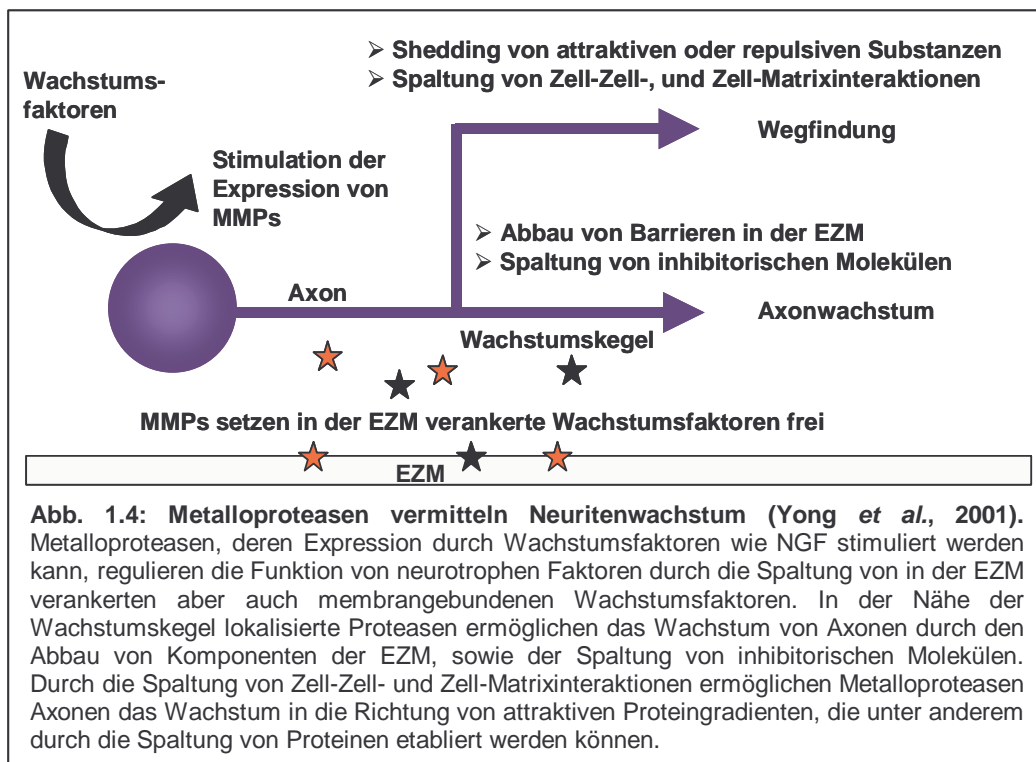 ➢ Shedding von attraktiven oder repulsiven Substanzen
➢ Spaltung von Zell-Zell-, und Zell-Matrixinteraktionen
Wachstums-
faktoren
Wegfindung
Stimulation der
Expression von
MMPs
➢ Abbau von Barrieren in der EZM
➢ Spaltung von inhibitorischen Molekülen
Axon
Axonwachstum
Wachstumskegel
MMPs setzen in der EZM verankerte Wachstumsfaktoren frei
EZM
Abb. 1.4: Metalloproteasen vermitteln Neuritenwachstum (Yong et al., 2001).
Metalloproteasen, deren Expression durch Wachstumsfaktoren wie NGF stimuliert werden
kann, regulieren die Funktion von neurotrophen Faktoren durch die Spaltung von in der EZM
verankerten aber auch membrangebundenen Wachstumsfaktoren. In der Nähe der
Wachstumskegel lokalisierte Proteasen ermöglichen das Wachstum von Axonen durch den
Abbau von Komponenten der EZM, sowie der Spaltung von inhibitorischen Molekülen.
Durch die Spaltung von Zell-Zell- und Zell-Matrixinteraktionen ermöglichen Metalloproteasen
Axonen das Wachstum in die Richtung von attraktiven Proteingradienten, die unter anderem
durch die Spaltung von Proteinen etabliert werden können.